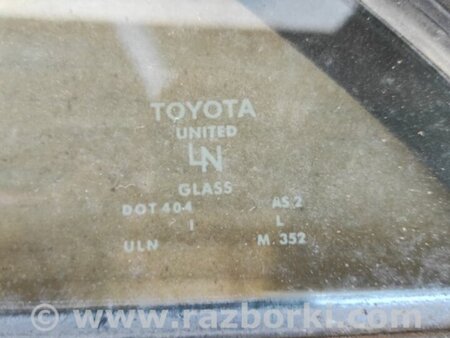 TOYOTA
UNITED
LN
GLASS
DOT 404 AS 2
I L
ULN M. 352
www.razborki.com